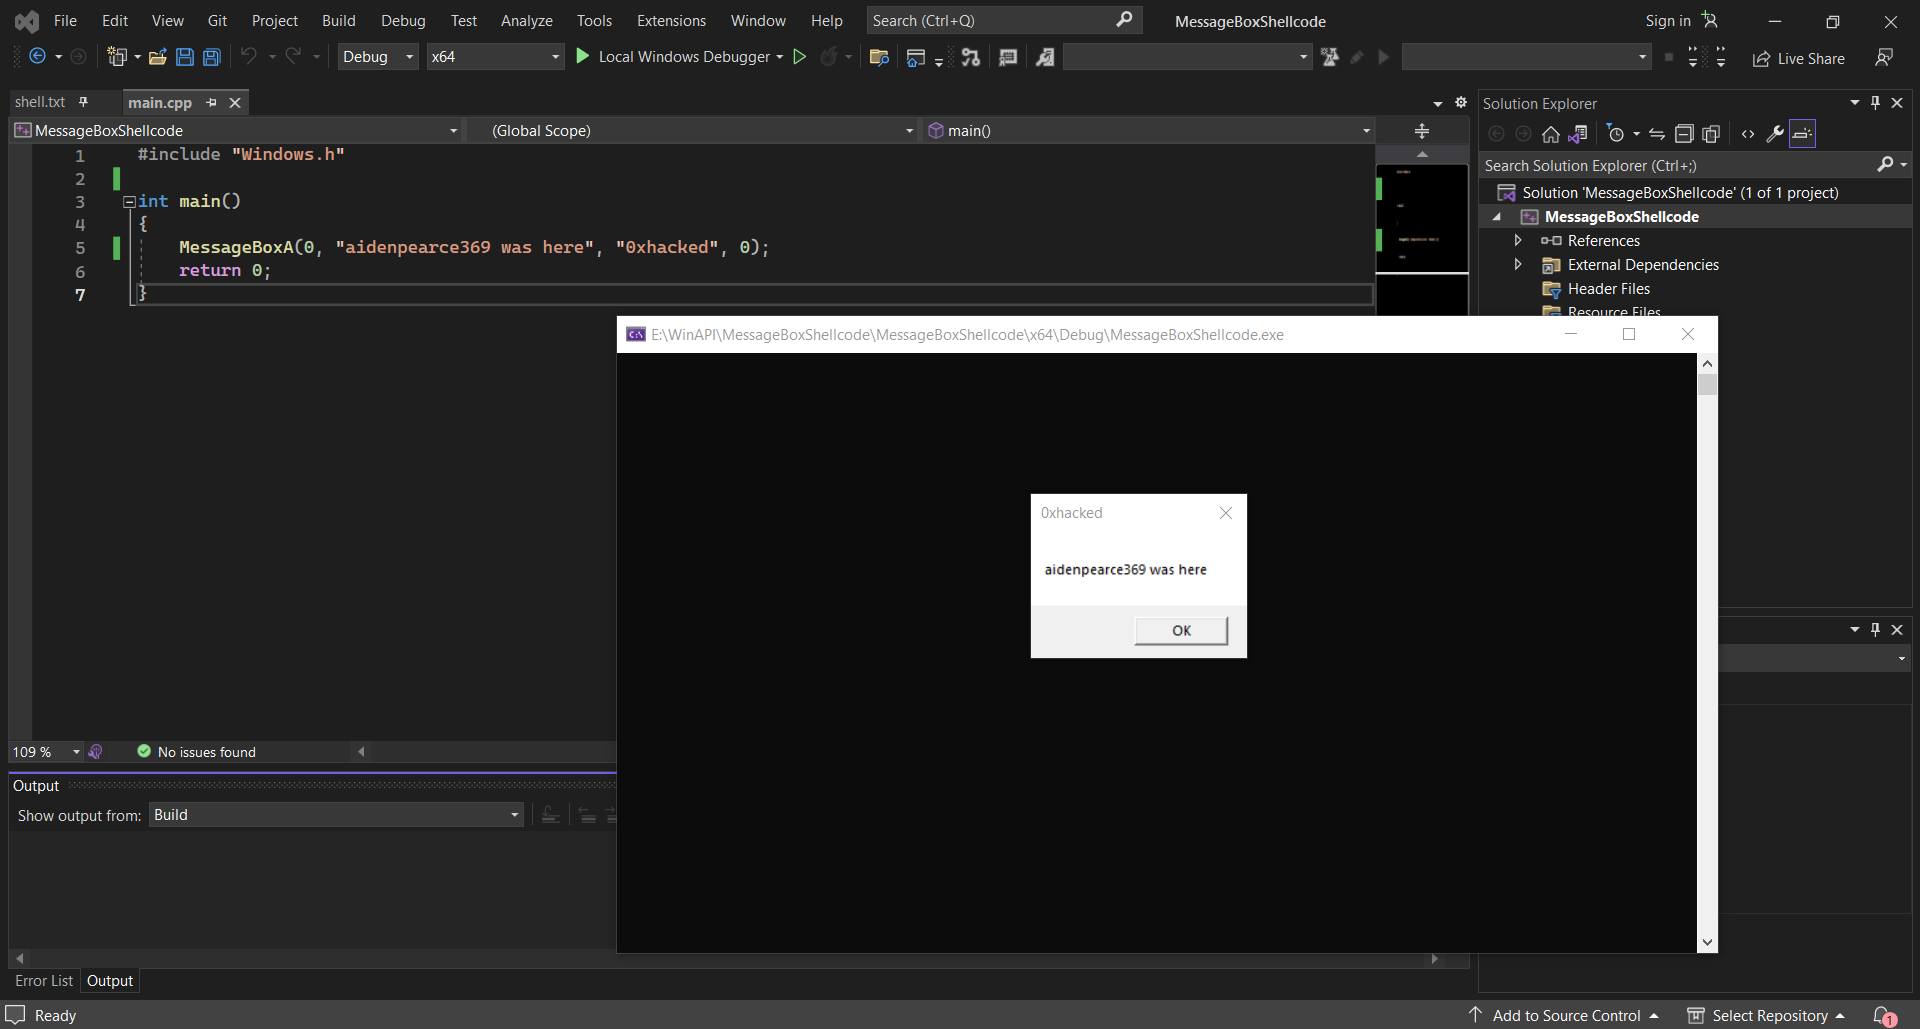 File Edit View Git Project Build Debug Test Analyze Tools Extensions Window Help Search (Ctrl+Q) MessageBoxShellcode Sign in
Debug x64 Local Windows Debugger Live Share
shell.txt main.cpp
MessageBoxShellcode (Global Scope) main()
1 #include "Windows.h"
2
3 int main()
4 {
5 MessageBoxA(0, "aidenpearce369 was here", "0xhacked", 0);
6 return 0;
7 }
Solution Explorer
Search Solution Explorer (Ctrl+;)
Solution 'MessageBoxShellcode' (1 of 1 project)
MessageBoxShellcode
References
External Dependencies
Header Files
Resource Files
E:\WinAPI\MessageBoxShellcode\MessageBoxShellcode\x64\Debug\MessageBoxShellcode.exe
0xhacked
aidenpearce369 was here
OK
109 % No issues found
Output
Show output from: Build
Error List Output
Ready Add to Source Control Select Repository 1